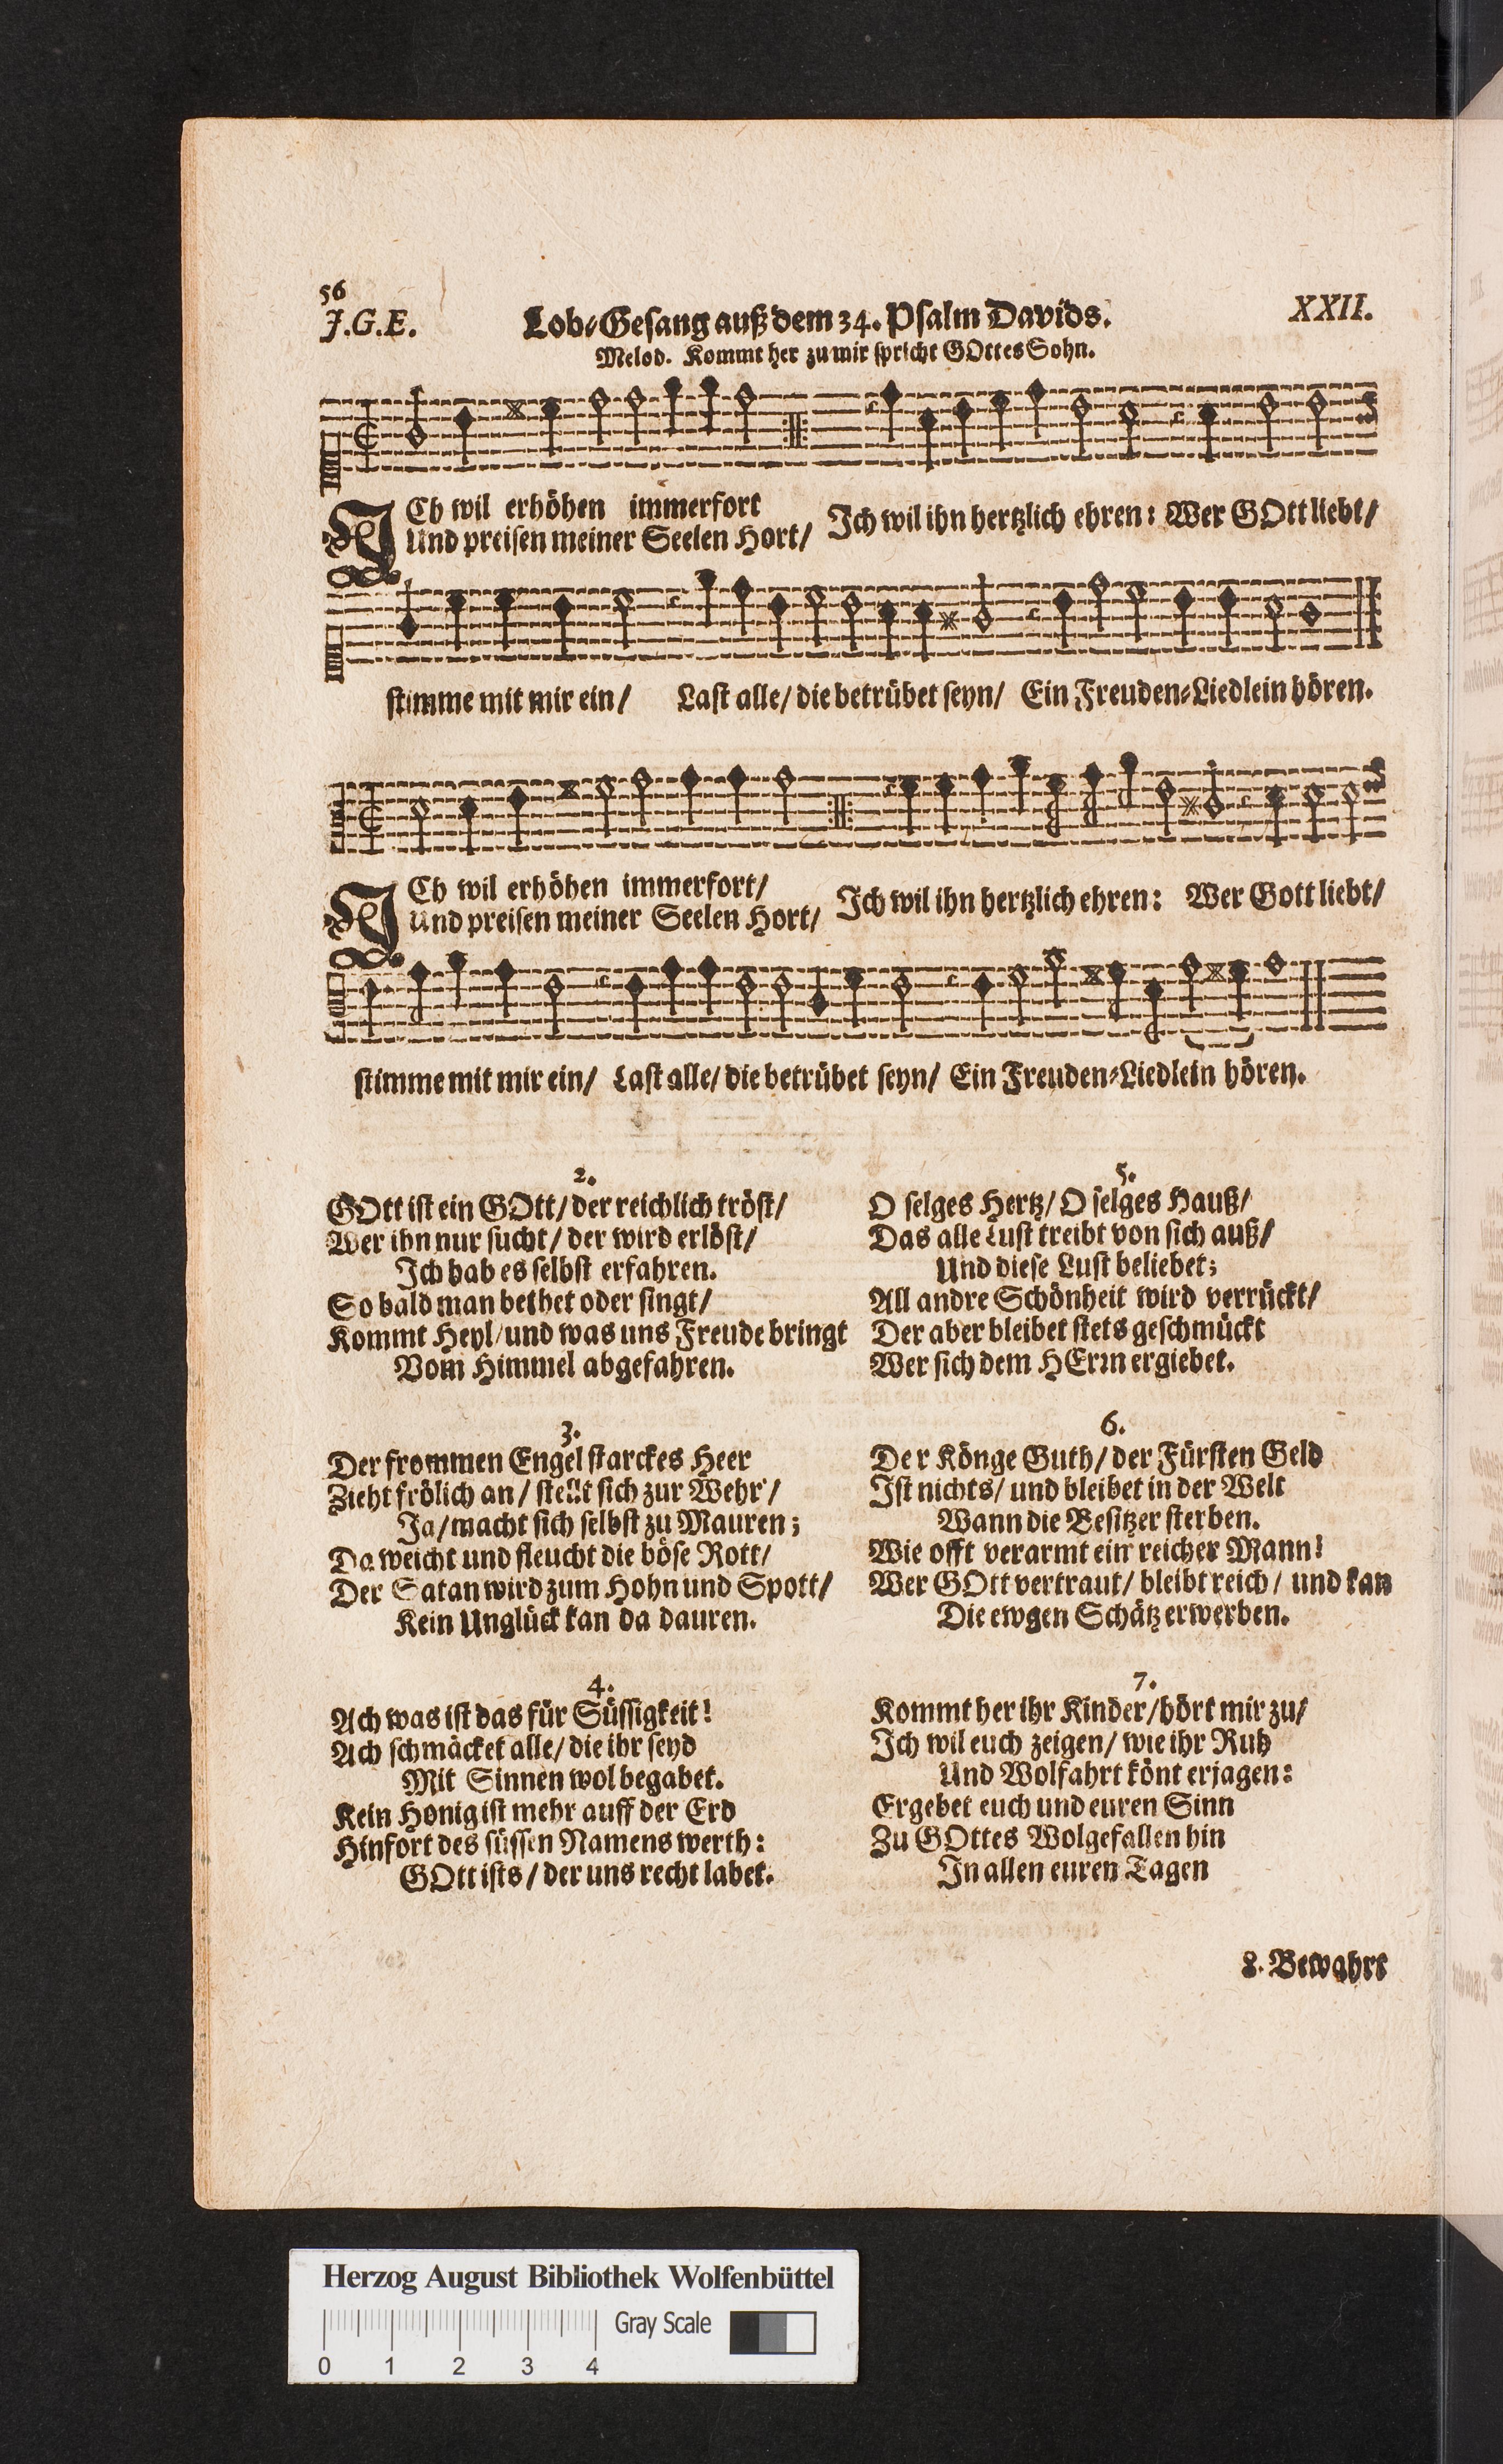 56
J.G.E.
Lob-Gesang auß dem 34. Psalm Davids.
XXII.
Melod. Kommt her zu mir spricht GOttes Sohn.
ICh wil erhöhen immerfort
Und preisen meiner Seelen Hort/
Ich wil ihn hertzlich ehren: Wer GOtt liebt/
stimme mit mir ein/ Last alle/ die betrübet seyn/ Ein Freuden-Liedlein hören.
ICh wil erhöhen immerfort/
Und preisen meiner Seelen Hort/
Ich wil ihn hertzlich ehren: Wer Gott liebt/
stimme mit mir ein/ Last alle/ die betrübet seyn/ Ein Freuden-Liedlein hören.
2.
GOtt ist ein GOtt/ der reichlich tröst/
Wer ihn nur sucht/ der wird erlöst/
Ich hab es selbst erfahren.
So bald man bethet oder singt/
Kommt Heyl/ und was uns Freude bringt
Vom Himmel abgefahren.
3.
Der frommen Engel starckes Heer
Zieht frölich an/ stellt sich zur Wehr/
Ja/ macht sich selbst zu Mauren;
Da weicht und fleucht die böse Rott/
Der Satan wird zum Hohn und Spott/
Kein Unglück kan da dauren.
4.
Ach was ist das für Süssigkeit!
Ach schmäcket alle/ die ihr seyd
Mit Sinnen wol begabet.
Kein Honig ist mehr auff der Erd
Hinfort des süssen Namens werth:
GOtt ists/ der uns recht labet.
5.
O selges Hertz/ O selges Hauß/
Das alle Lust treibt von sich auß/
Und diese Lust beliebet;
All andre Schönheit wird verrückt/
Der aber bleibet stets geschmückt
Wer sich dem HErrn ergiebet.
6.
Der Könge Guth/ der Fürsten Geld
Ist nichts/ und bleibet in der Welt
Wann die Besitzer sterben.
Wie offt verarmt ein reicher Mann!
Wer GOtt vertraut/ bleibt reich/ und kan
Die ewgen Schätz erwerben.
7.
Kommt her ihr Kinder/ hört mir zu/
Ich wil euch zeigen/ wie ihr Ruh
Und Wolfahrt könt erjagen:
Ergebet euch und euren Sinn
Zu GOttes Wolgefallen hin
In allen euren Tagen
8. Bewahrt
Herzog August Bibliothek Wolfenbüttel
Gray Scale
0 1 2 3 4